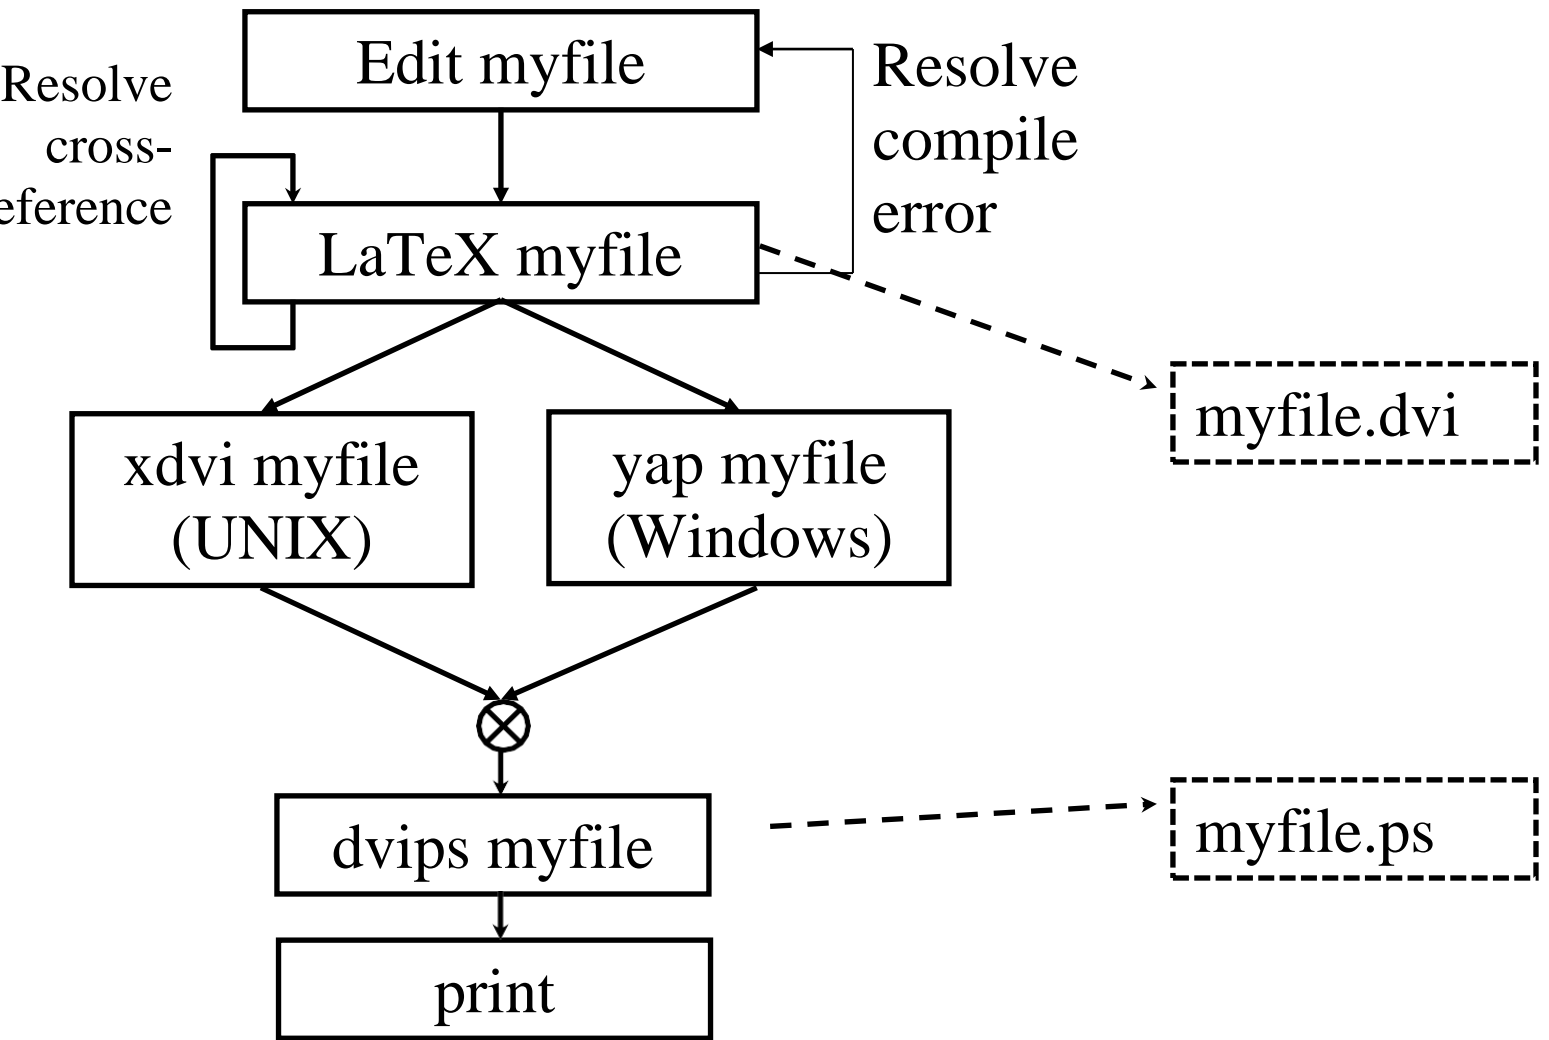 Edit myfile
Resolve
cross-
eference
Resolve
compile
error
LaTeX myfile
xdvi myfile
(UNIX)
yap myfile
(Windows)
myfile.dvi
dvips myfile
myfile.ps
print